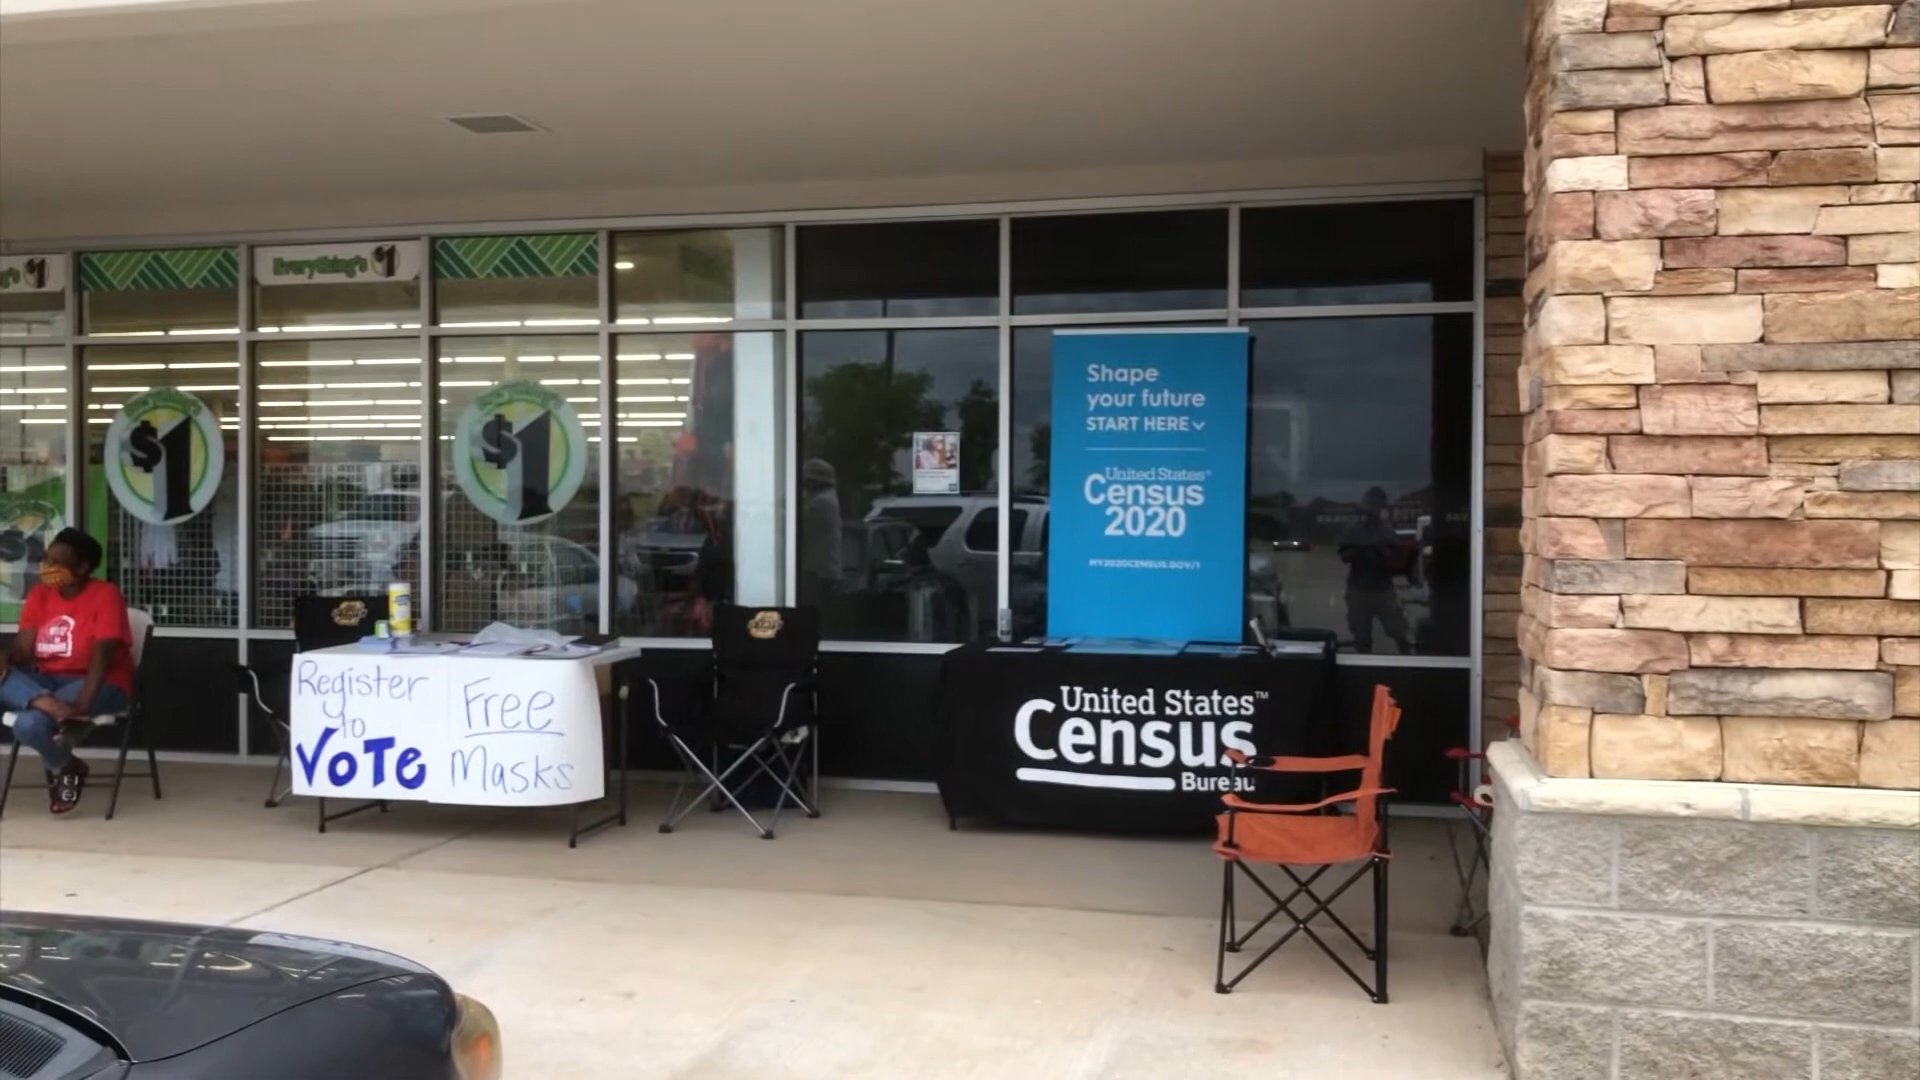 Everything's $1
$1
$1
Register
to
VOTE
Free
Masks
Shape
your future
START HERE
United States®
Census
2020
MY2020CENSUS.GOV/1
United States™
Census
Bureau